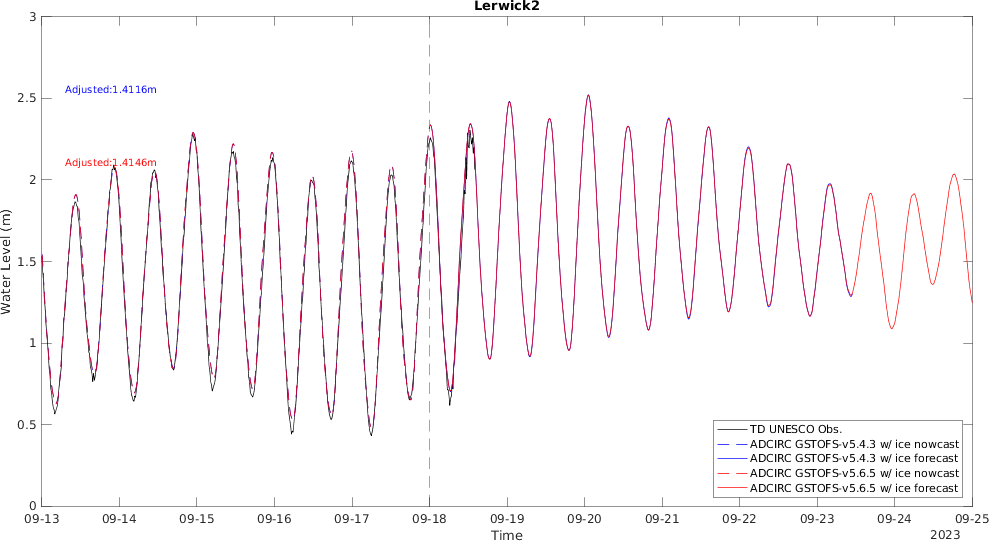 Lerwick2
3
2.5
2
1.5
1
0.5
0
Water Level (m)
Adjusted:1.4116m
Adjusted:1.4146m
TD UNESCO Obs.
ADCIRC GSTOFS-v5.4.3 w/ ice nowcast
ADCIRC GSTOFS-v5.4.3 w/ ice forecast
ADCIRC GSTOFS-v5.6.5 w/ ice nowcast
ADCIRC GSTOFS-v5.6.5 w/ ice forecast
09-13 09-14 09-15 09-16 09-17 09-18 09-19 09-20 09-21 09-22 09-23 09-24 09-25
Time
2023